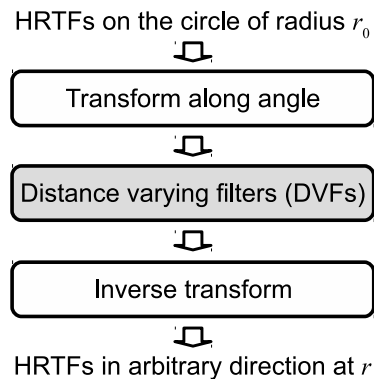 HRTFs on the circle of radius r₀
Transform along angle
Distance varying filters (DVFs)
Inverse transform
HRTFs in arbitrary direction at r